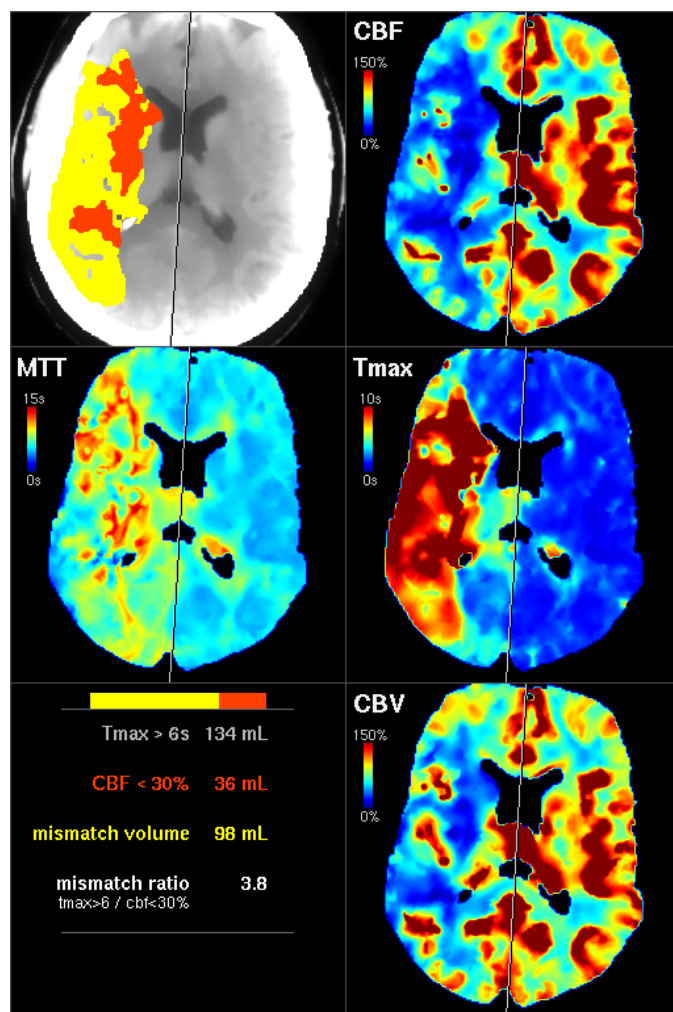 CBF
150%
0%
MTT
15s
0s
Tmax
10s
0s
Tmax > 6s 134 mL
CBF < 30% 36 mL
mismatch volume 98 mL
mismatch ratio 3.8
tmax>6 / cbf<30%
CBV
150%
0%